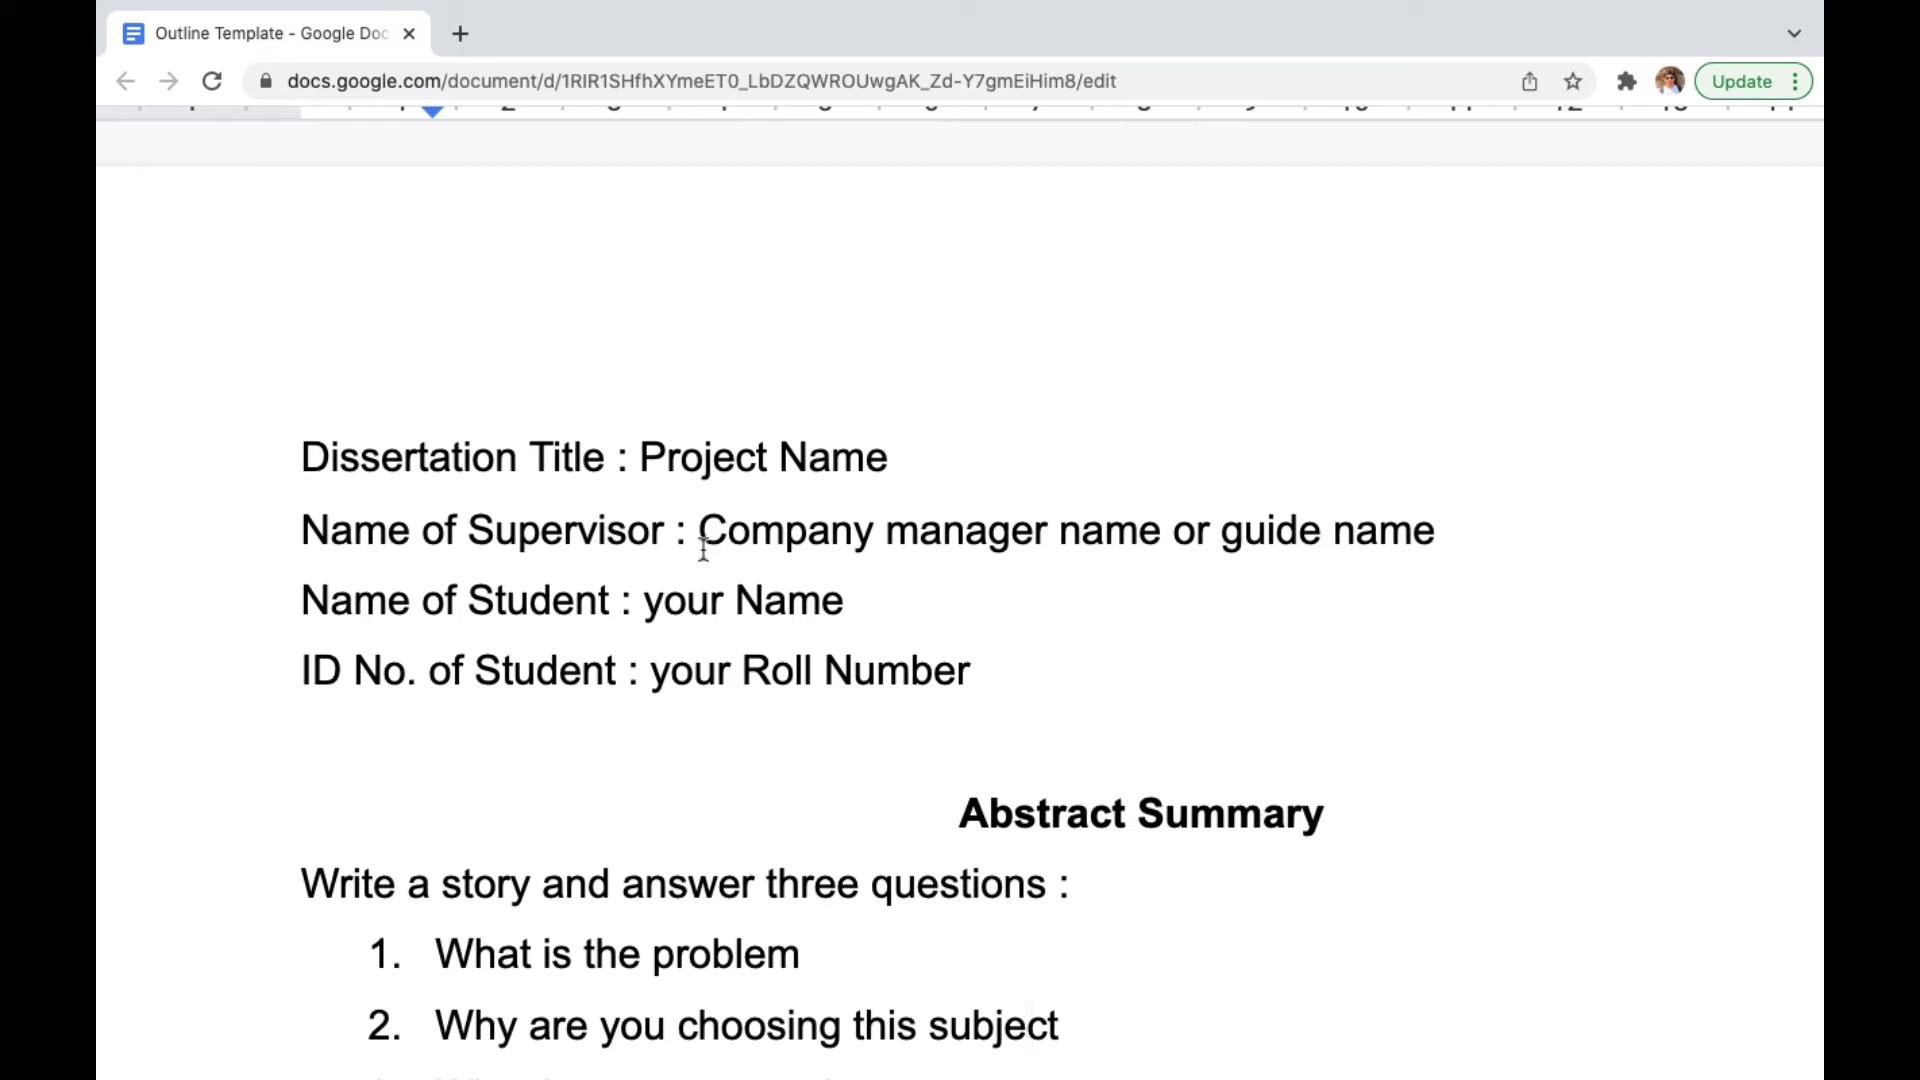 Outline Template - Google Doc
docs.google.com/document/d/1RIR1SHfhXYmeET0_LbDZQWROUwgAK_Zd-Y7gmEiHim8/edit
Update
Dissertation Title : Project Name
Name of Supervisor : Company manager name or guide name
Name of Student : your Name
ID No. of Student : your Roll Number
Abstract Summary
Write a story and answer three questions :
1. What is the problem
2. Why are you choosing this subject